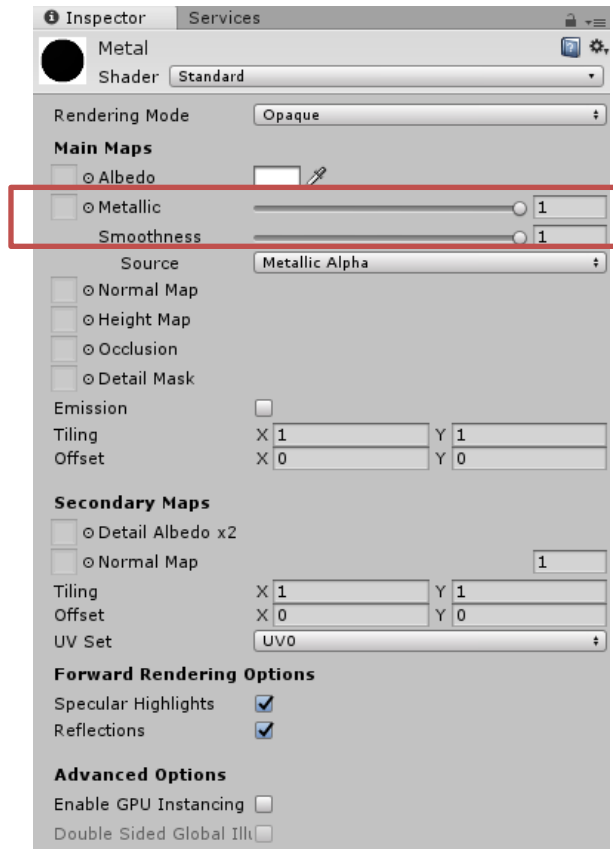 Inspector Services
Metal
Shader Standard
Rendering Mode Opaque
Main Maps
Albedo
Metallic 1
Smoothness 1
Source Metallic Alpha
Normal Map
Height Map
Occlusion
Detail Mask
Emission
Tiling X 1 Y 1
Offset X 0 Y 0
Secondary Maps
Detail Albedo x2
Normal Map 1
Tiling X 1 Y 1
Offset X 0 Y 0
UV Set UV0
Forward Rendering Options
Specular Highlights
Reflections
Advanced Options
Enable GPU Instancing
Double Sided Global Illu